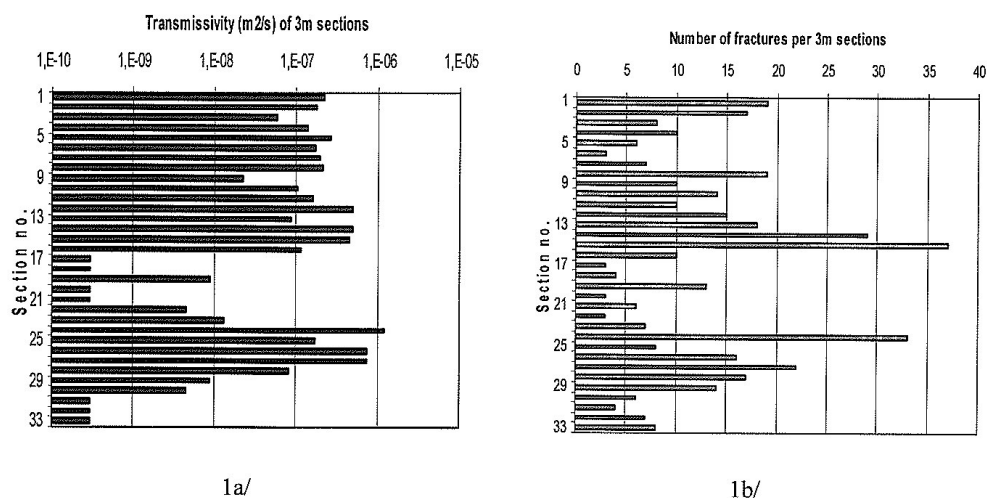 Transmissivity (m2/s) of 3m sections
1,E-10 1,E-09 1,E-08 1,E-07 1,E-06 1,E-05
Section no.
1
5
9
13
17
21
25
29
33
1a/
Number of fractures per 3m sections
0 5 10 15 20 25 30 35 40
Section no.
1
5
9
13
17
21
25
29
33
1b/